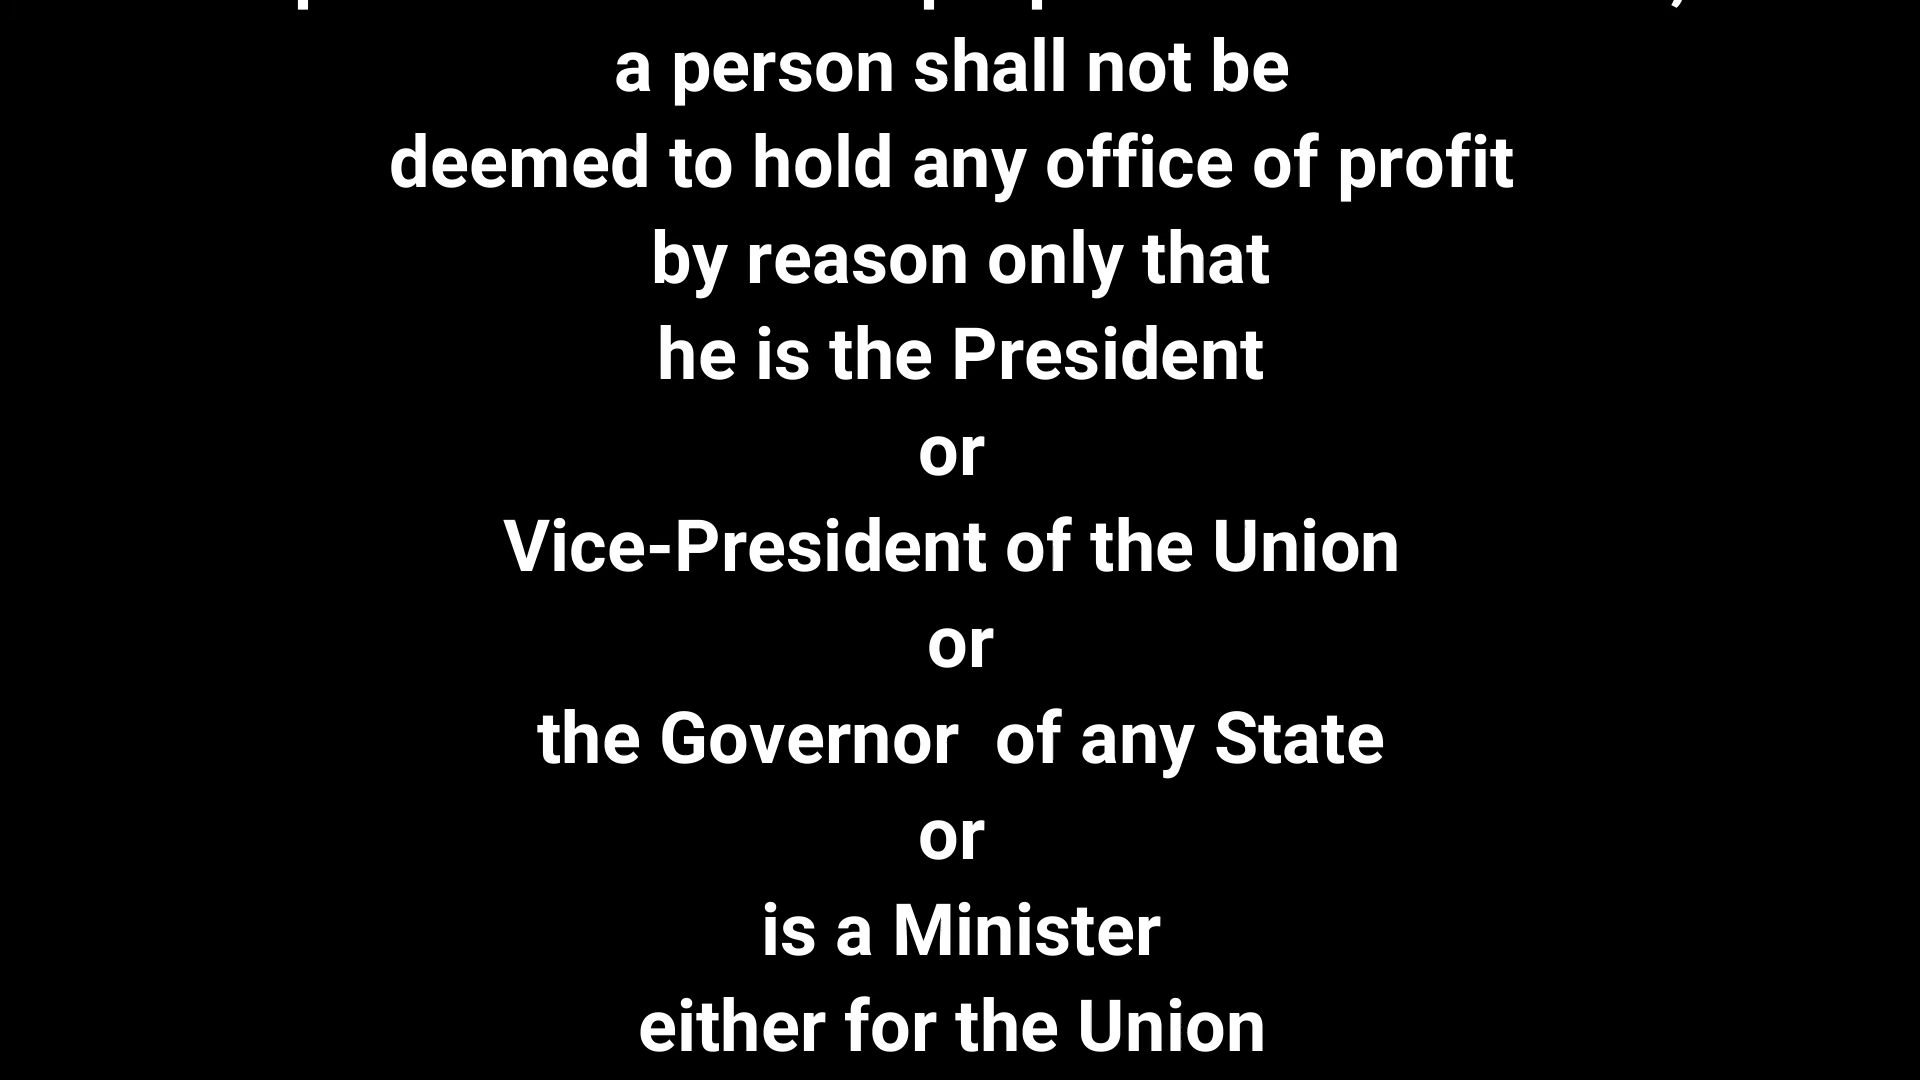 a person shall not be
deemed to hold any office of profit
by reason only that
he is the President
or
Vice-President of the Union
or
the Governor  of any State
or
is a Minister
either for the Union